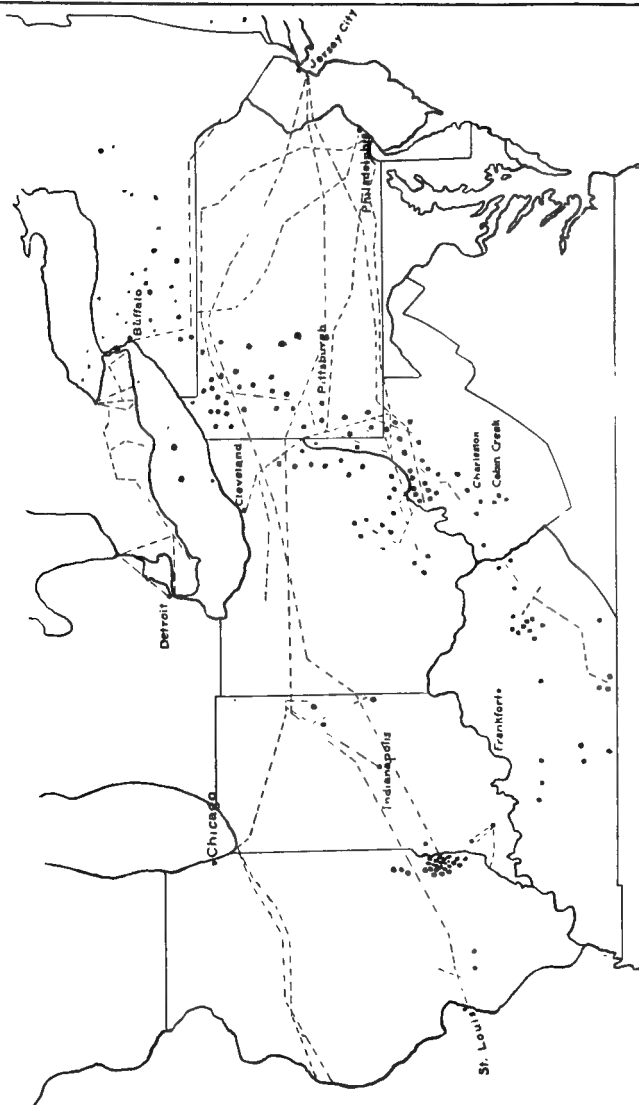 Jersey City
Philadelphia
Buffalo
Pittsburgh
Cleveland
Charleston
Cabin Creek
Detroit
Frankfort
Indianapolis
Chicago
St. Louis